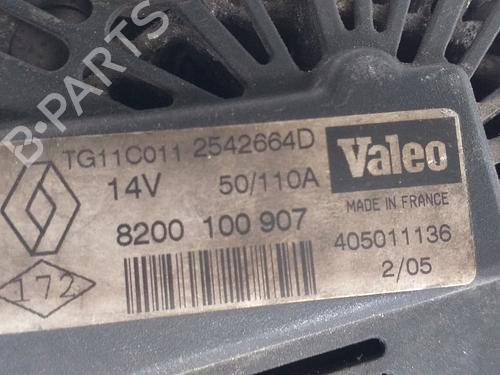 B-PARTS
TG11C011 2542664D
Valeo
14V 50/110A
MADE IN FRANCE
8200 100 907
405011136
172
2/05